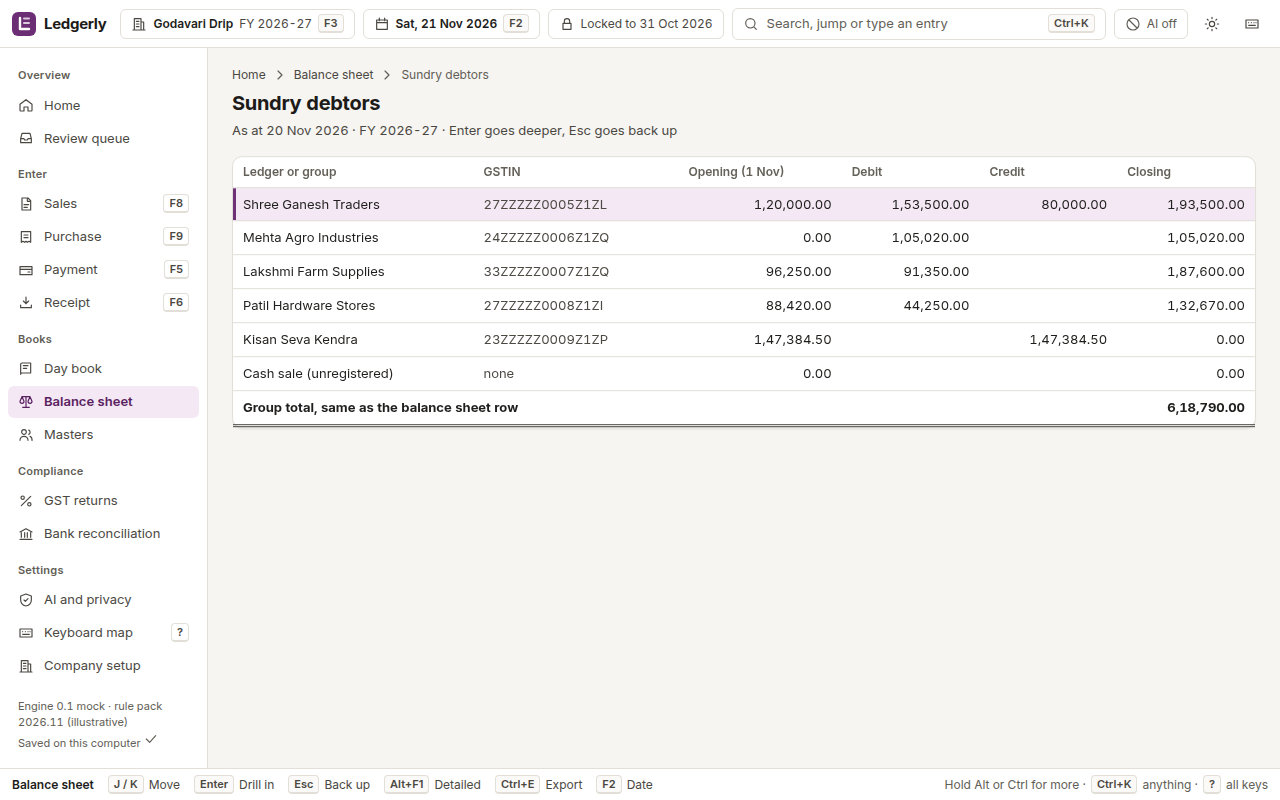 Ledgerly
Godavari Drip FY 2026-27 F3
Sat, 21 Nov 2026 F2
Locked to 31 Oct 2026
Search, jump or type an entry Ctrl+K
AI off
Overview
Home
Review queue
Enter
Sales F8
Purchase F9
Payment F5
Receipt F6
Books
Day book
Balance sheet
Masters
Compliance
GST returns
Bank reconciliation
Settings
AI and privacy
Keyboard map ?
Company setup
Engine 0.1 mock · rule pack
2026.11 (illustrative)
Saved on this computer
Home > Balance sheet > Sundry debtors
Sundry debtors
As at 20 Nov 2026 · FY 2026-27 · Enter goes deeper, Esc goes back up
Ledger or group GSTIN Opening (1 Nov) Debit Credit Closing
Shree Ganesh Traders 27ZZZZZ0005Z1ZL 1,20,000.00 1,53,500.00 80,000.00 1,93,500.00
Mehta Agro Industries 24ZZZZZ0006Z1ZQ 0.00 1,05,020.00 1,05,020.00
Lakshmi Farm Supplies 33ZZZZZ0007Z1ZQ 96,250.00 91,350.00 1,87,600.00
Patil Hardware Stores 27ZZZZZ0008Z1ZI 88,420.00 44,250.00 1,32,670.00
Kisan Seva Kendra 23ZZZZZ0009Z1ZP 1,47,384.50 1,47,384.50 0.00
Cash sale (unregistered) none 0.00 0.00
Group total, same as the balance sheet row 6,18,790.00
Balance sheet J / K Move Enter Drill in Esc Back up Alt+F1 Detailed Ctrl+E Export F2 Date
Hold Alt or Ctrl for more · Ctrl+K anything · ? all keys